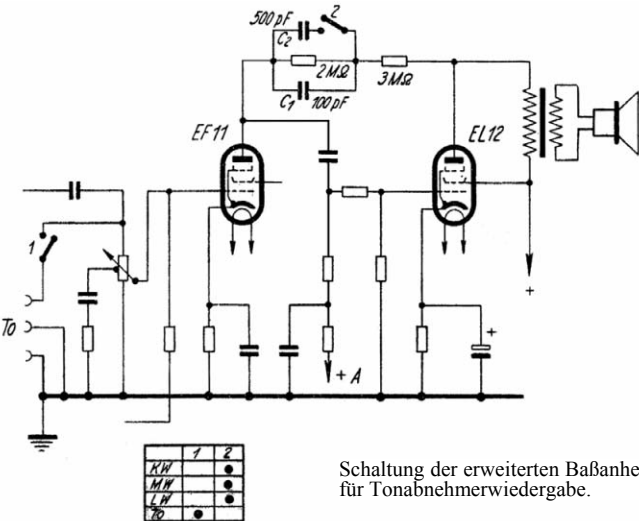 500 pF
2
C₂
2 MΩ
3 MΩ
C₁
100 pF
EF11
EL12
1
To
+
+
+ A
1 2
KW ●
MW ●
LW ●
To ●
Schaltung der erweiterten Baßanhe
für Tonabnehmerwiedergabe.